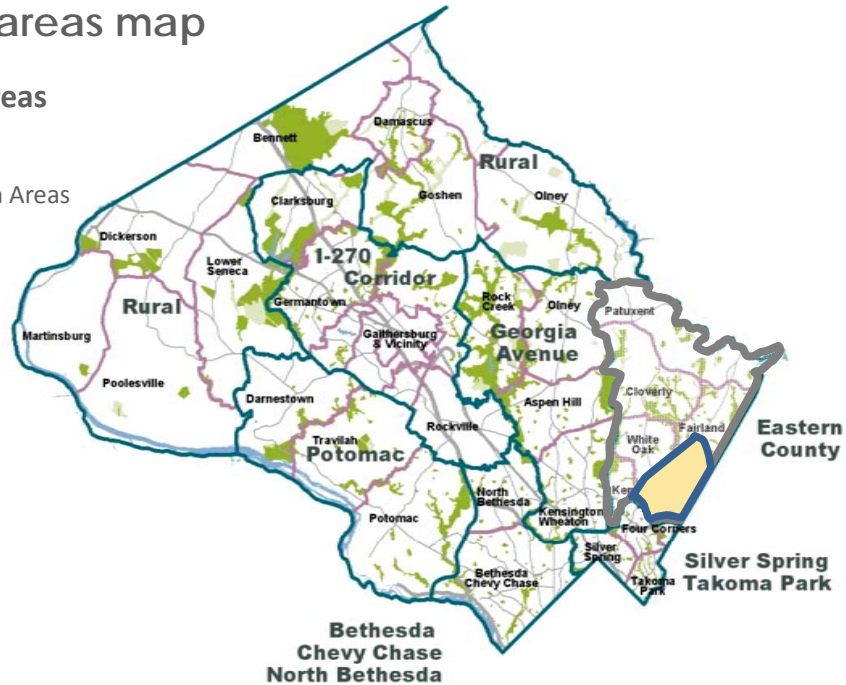 areas map
reas
n Areas
Damascus
Bennett
Rural
Goshen
Olney
Clarksburg
Dickerson
Lower
Seneca
I-270
Corridor
Rural
Germantown
Rock
Creek
Olney
Patuxent
Martinsburg
Gaithersburg
& Vicinity
Georgia
Avenue
Poolesville
Darnestown
Aspen Hill
Cloverly
Rockville
Fairland
Eastern
County
Travilah
Potomac
White
Oak
North
Bethesda
Ken
Potomac
Kensington
Wheaton
Four Corners
Silver
Spring
Silver Spring
Takoma Park
Bethesda
Chevy Chase
Takoma
Park
Bethesda
Chevy Chase
North Bethesda